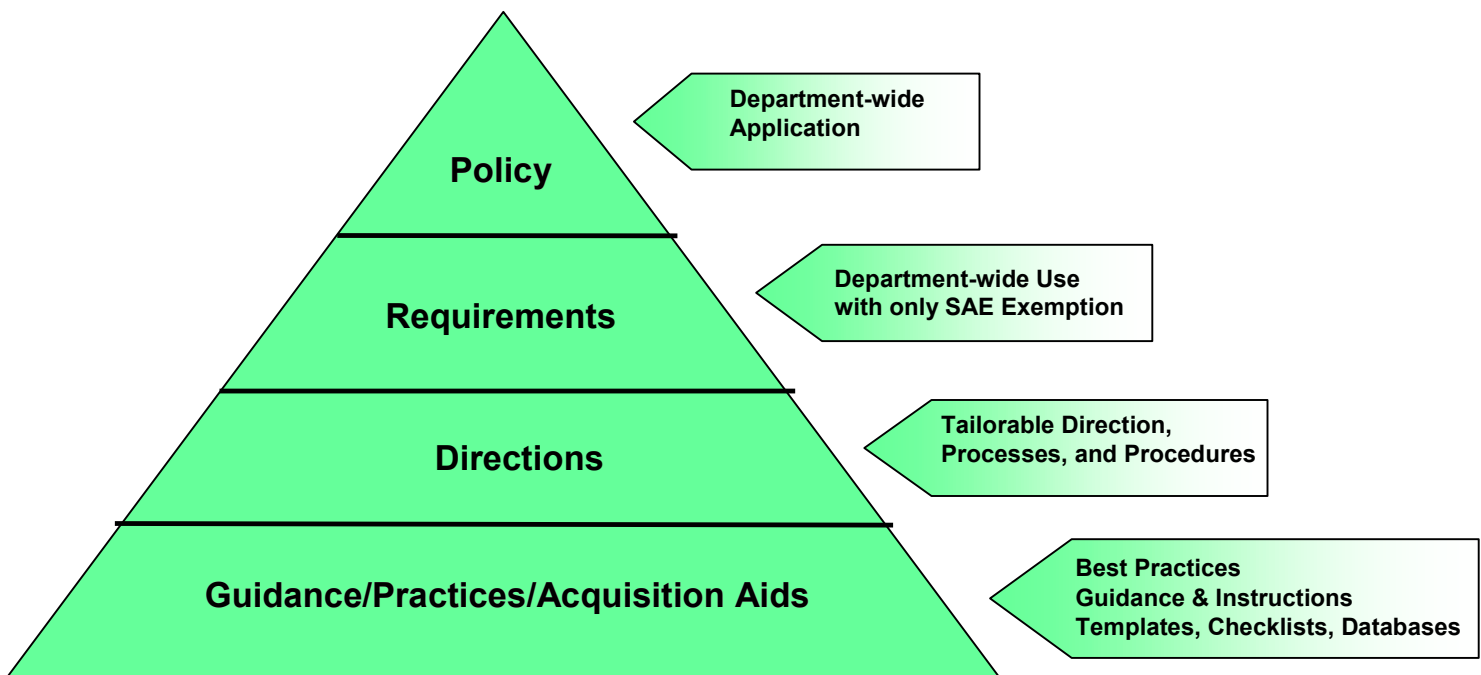 Policy
Department-wide
Application
Requirements
Department-wide Use
with only SAE Exemption
Directions
Tailorable Direction,
Processes, and Procedures
Guidance/Practices/Acquisition Aids
Best Practices
Guidance & Instructions
Templates, Checklists, Databases